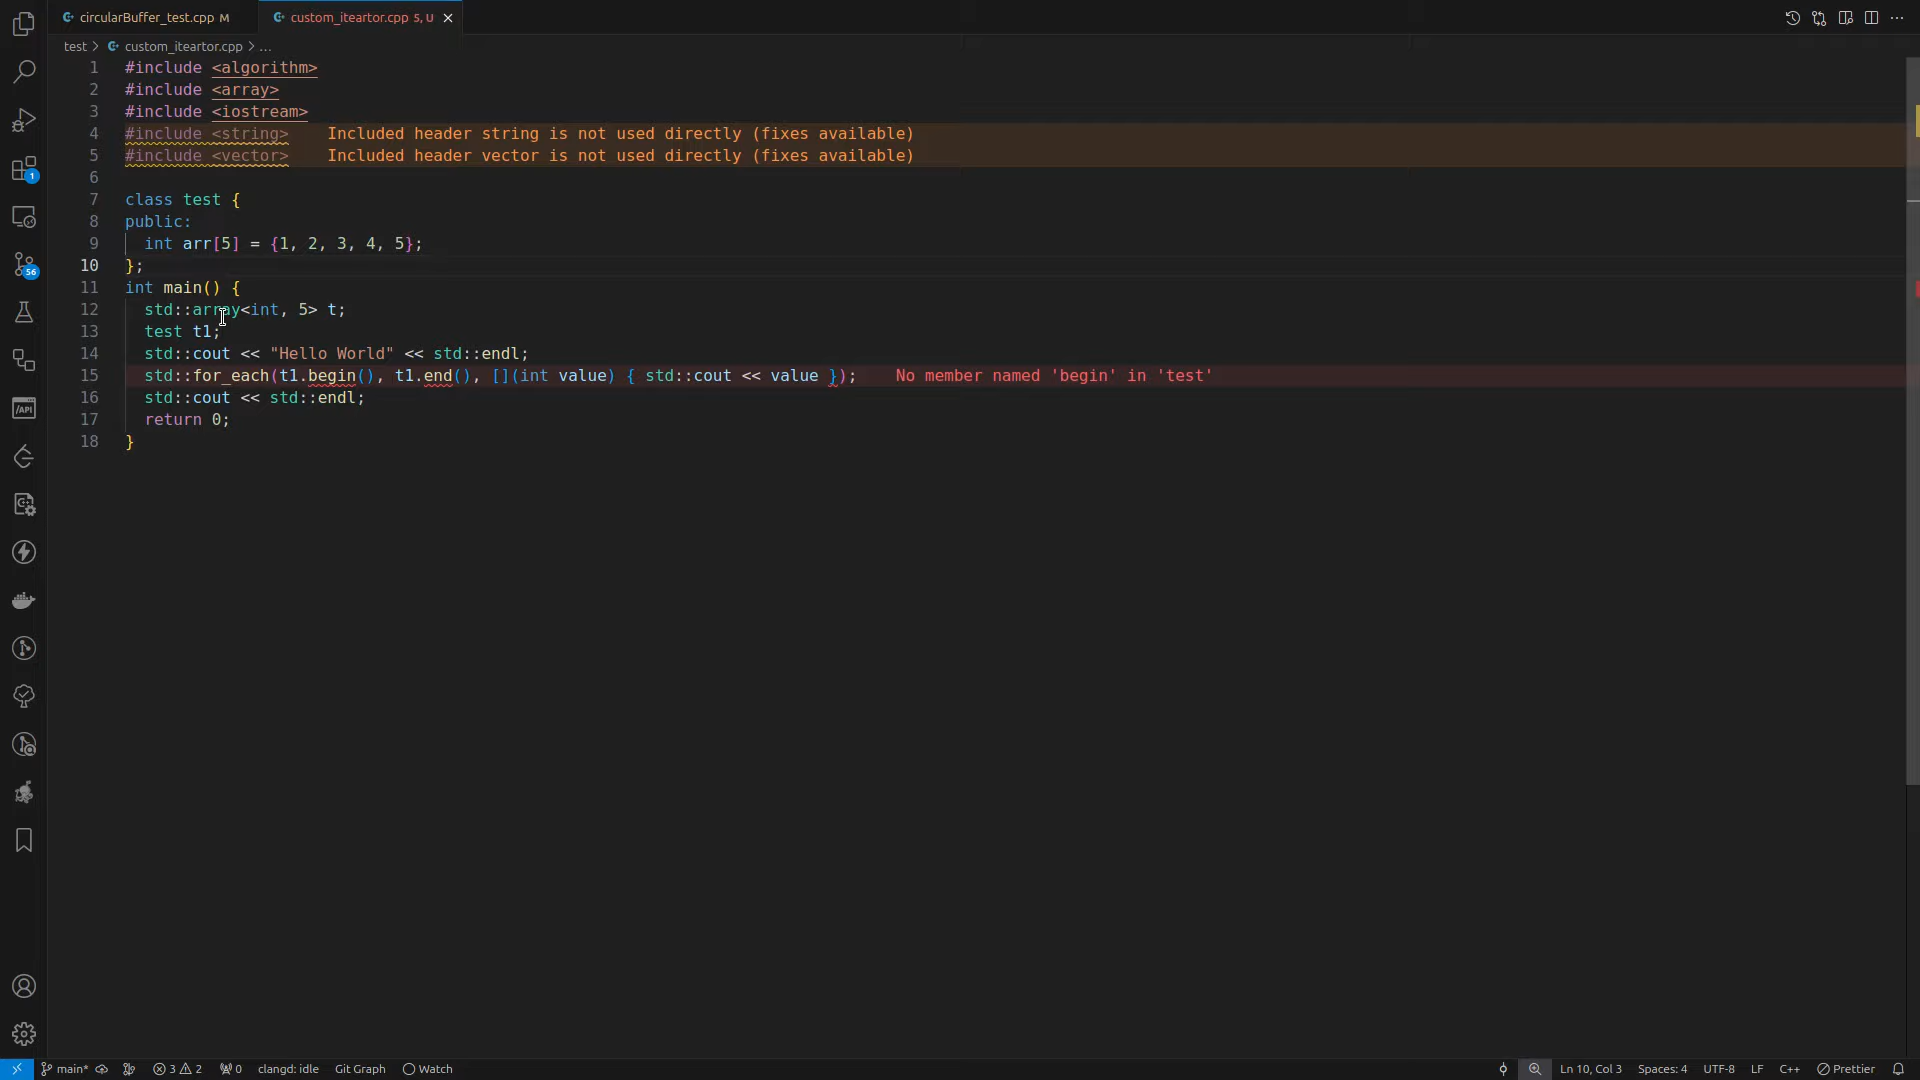 circularBuffer_test.cpp M
custom_iteartor.cpp 5, U
test > custom_iteartor.cpp > ...
1 #include <algorithm>
2 #include <array>
3 #include <iostream>
4 #include <string> Included header string is not used directly (fixes available)
5 #include <vector> Included header vector is not used directly (fixes available)
6
7 class test {
8 public:
9 int arr[5] = {1, 2, 3, 4, 5};
10 };
11 int main() {
12 std::array<int, 5> t;
13 test t1;
14 std::cout << "Hello World" << std::endl;
15 std::for_each(t1.begin(), t1.end(), [](int value) { std::cout << value }); No member named 'begin' in 'test'
16 std::cout << std::endl;
17 return 0;
18 }
1
56
/API
main* 3 2 0 clangd: idle Git Graph Watch Ln 10, Col 3 Spaces: 4 UTF-8 LF C++ Prettier